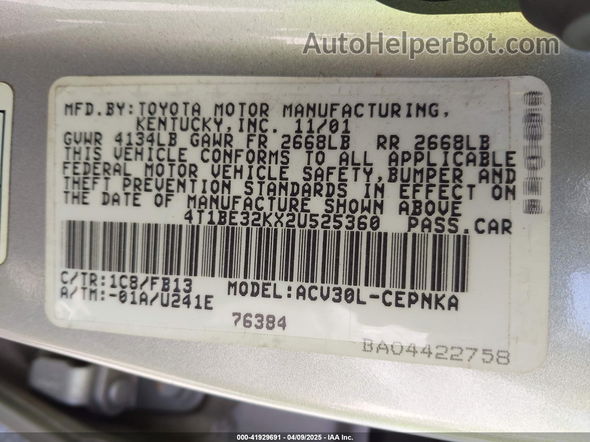 AutoHelperBot.com
MFD.BY:TOYOTA MOTOR MANUFACTURING,
KENTUCKY,INC. 11/01
GVWR 4134LB GAWR FR 2668LB RR 2668LB
THIS VEHICLE CONFORMS TO ALL APPLICABLE
FEDERAL MOTOR VEHICLE SAFETY,BUMPER AND
THEFT PREVENTION STANDARDS IN EFFECT ON
THE DATE OF MANUFACTURE SHOWN ABOVE
4T1BE32KX2U525360 PASS.CAR
C/TR:1C8/FB13 MODEL:ACV30L-CEPNKA
A/TM:-01A/U241E
76384
BA04422758
000-41929691 - 04/09/2025 - IAA Inc.